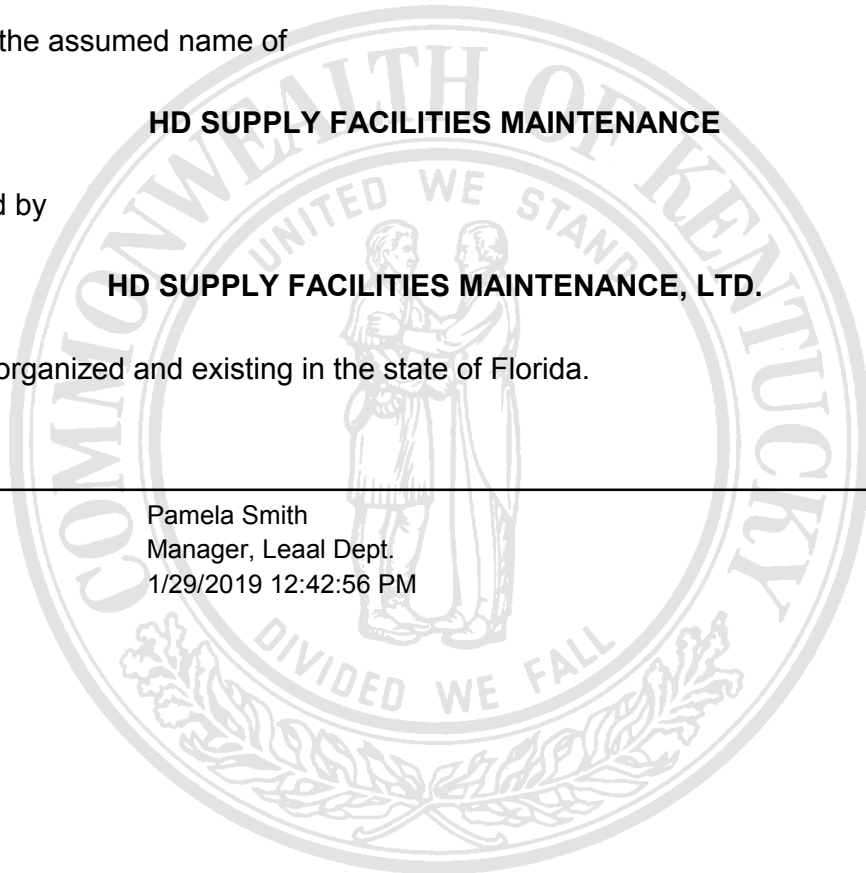 the assumed name of
HD SUPPLY FACILITIES MAINTENANCE
d by
HD SUPPLY FACILITIES MAINTENANCE, LTD.
organized and existing in the state of Florida.
Pamela Smith
Manager, Leaal Dept.
1/29/2019 12:42:56 PM
COMMONWEALTH OF KENTUCKY
UNITED WE STAND
DIVIDED WE FALL